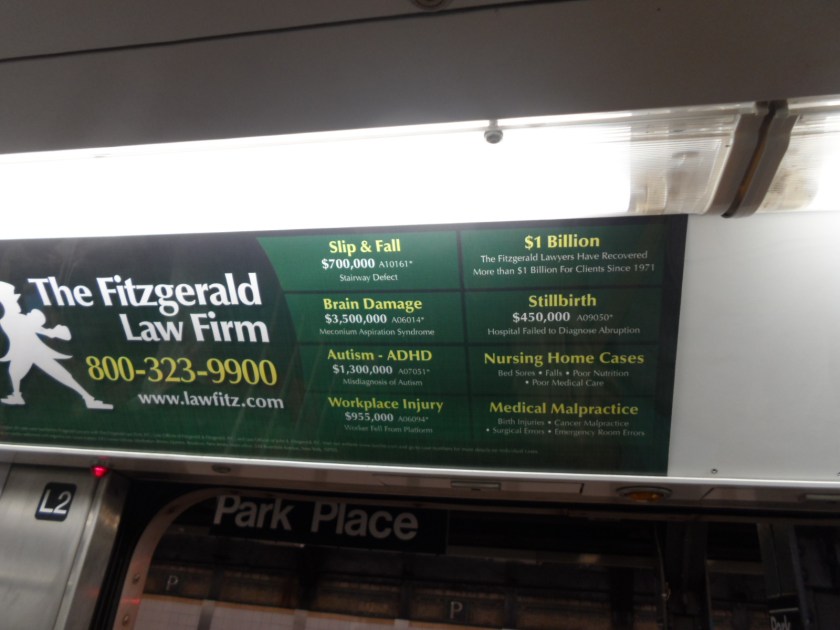 The Fitzgerald
Law Firm
800-323-9900
www.lawfitz.com
Slip & Fall
$700,000 A10161*
Stairway Defect
Brain Damage
$3,500,000 A06014*
Meconium Aspiration Syndrome
Autism - ADHD
$1,300,000 A07051*
Misdiagnosis of Autism
Workplace Injury
$955,000 A06094*
Worker Fell From Platform
$1 Billion
The Fitzgerald Lawyers Have Recovered
More than $1 Billion For Clients Since 1971
Stillbirth
$450,000 A09050*
Hospital Failed to Diagnose Abruption
Nursing Home Cases
Bed Sores • Falls • Poor Nutrition
• Poor Medical Care
Medical Malpractice
Birth Injuries • Cancer Malpractice
• Surgical Errors • Emergency Room Errors
L2
Park Place
P
P